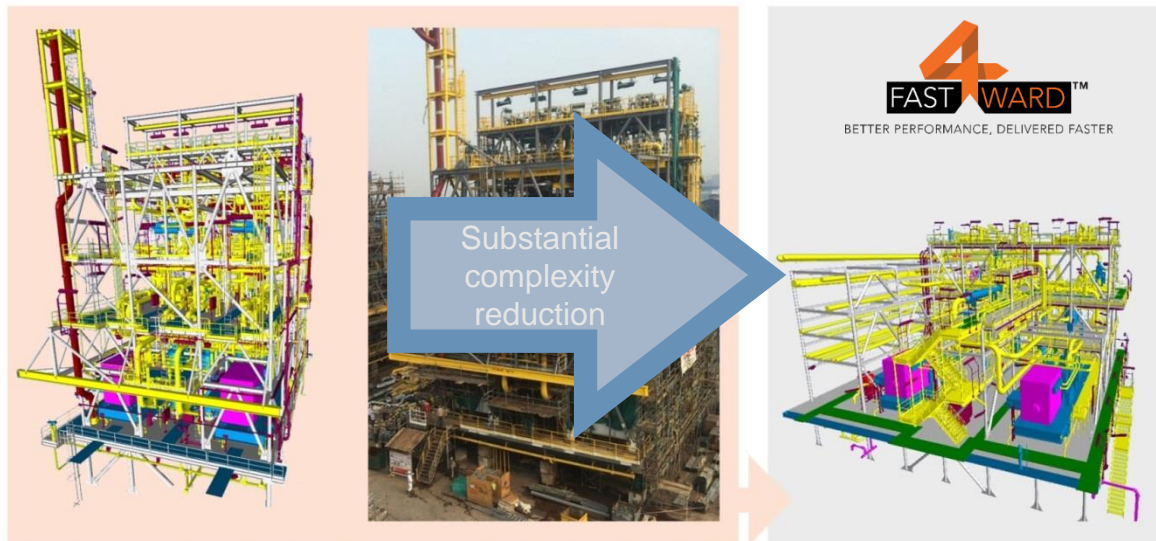 FAST4WARD™
BETTER PERFORMANCE, DELIVERED FASTER
Substantial
complexity
reduction